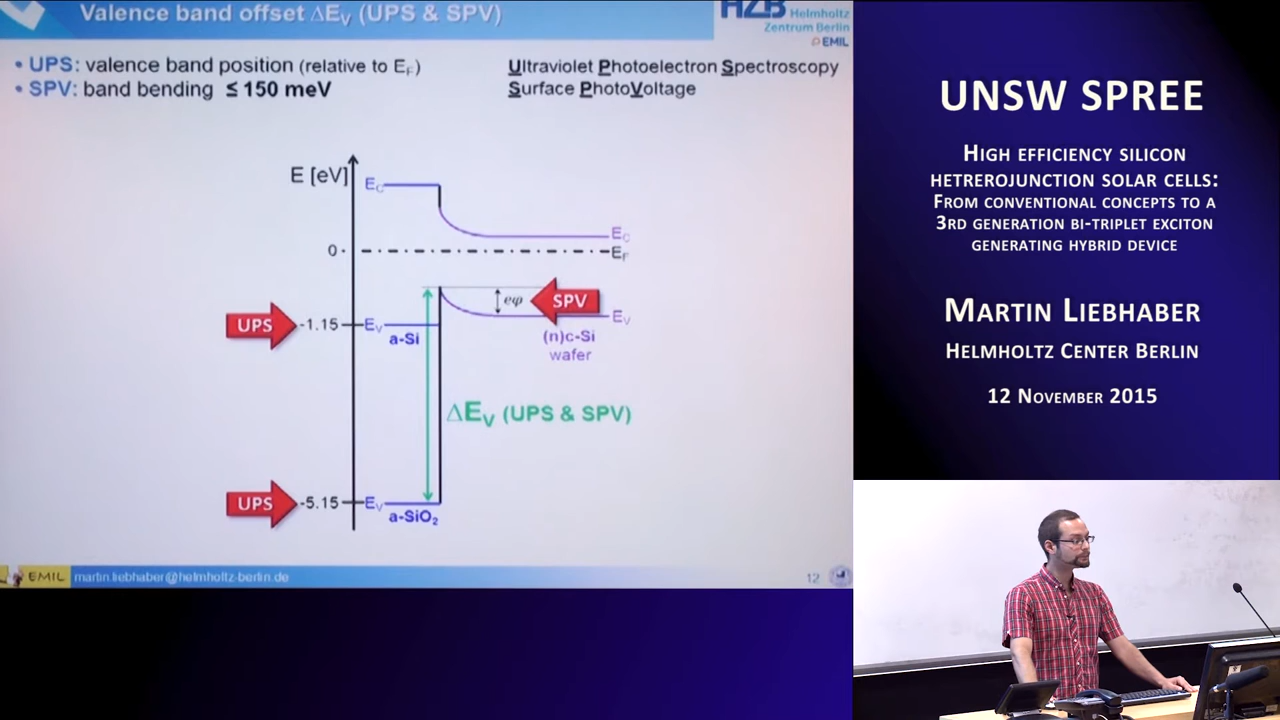 Valence band offset ΔEV (UPS & SPV)
HZB Helmholtz
Zentrum Berlin
EMIL
• UPS: valence band position (relative to EF)
• SPV: band bending ≤ 150 meV
Ultraviolet Photoelectron Spectroscopy
Surface PhotoVoltage
E [eV]
EC
EC
0
EF
eφ
SPV
UPS
-1.15
EV
a-Si
EV
(n)c-Si
wafer
ΔEV (UPS & SPV)
UPS
-5.15
EV
a-SiO2
EMIL
martin.liebhaber@helmholtz-berlin.de
12
UNSW SPREE
HIGH EFFICIENCY SILICON
HETREROJUNCTION SOLAR CELLS:
FROM CONVENTIONAL CONCEPTS TO A
3RD GENERATION BI-TRIPLET EXCITON
GENERATING HYBRID DEVICE
MARTIN LIEBHABER
HELMHOLTZ CENTER BERLIN
12 NOVEMBER 2015